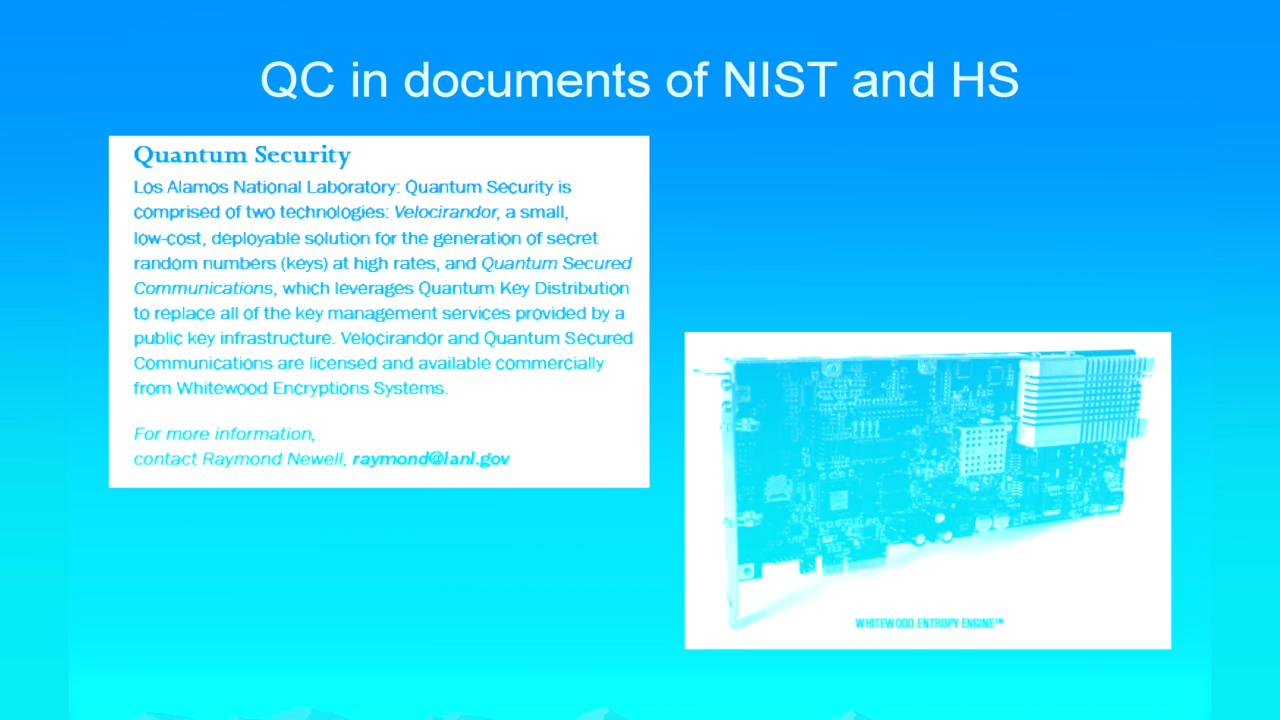 QC in documents of NIST and HS
Quantum Security
Los Alamos National Laboratory: Quantum Security is
comprised of two technologies: Velocirandor, a small,
low-cost, deployable solution for the generation of secret
random numbers (keys) at high rates, and Quantum Secured
Communications, which leverages Quantum Key Distribution
to replace all of the key management services provided by a
public key infrastructure. Velocirandor and Quantum Secured
Communications are licensed and available commercially
from Whitewood Encryptions Systems.
For more information,
contact Raymond Newell, raymond@lanl.gov
WHITEWOOD ENTROPY ENGINE™